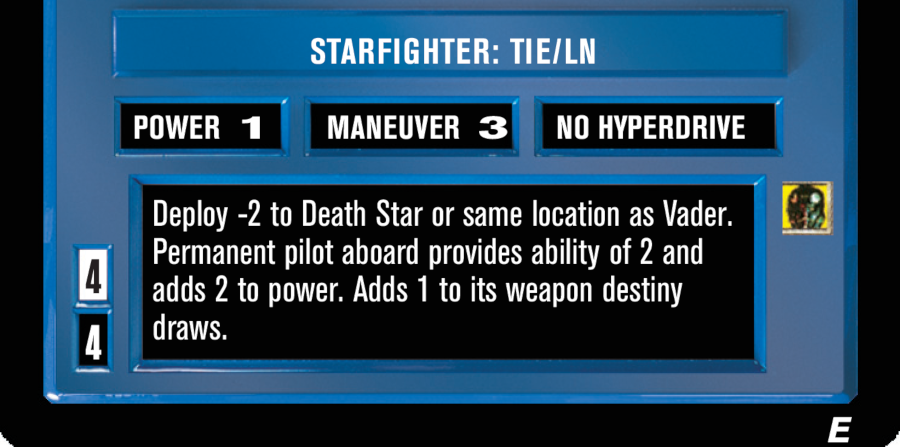 STARFIGHTER: TIE/LN
POWER 1 MANEUVER 3 NO HYPERDRIVE
Deploy -2 to Death Star or same location as Vader.
Permanent pilot aboard provides ability of 2 and
adds 2 to power. Adds 1 to its weapon destiny
draws.
4
4
E